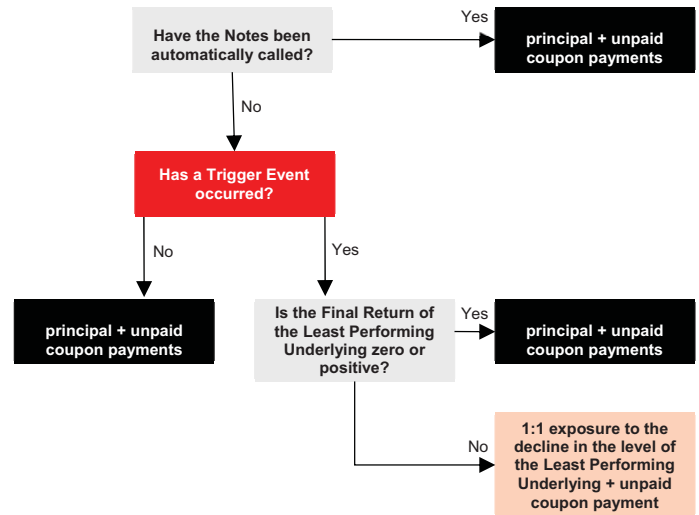 Have the Notes been
automatically called?
Yes
principal + unpaid
coupon payments
No
Has a Trigger Event
occurred?
No
Yes
principal + unpaid
coupon payments
Is the Final Return of
the Least Performing
Underlying zero or
positive?
Yes
principal + unpaid
coupon payments
No
1:1 exposure to the
decline in the level of
the Least Performing
Underlying + unpaid
coupon payment